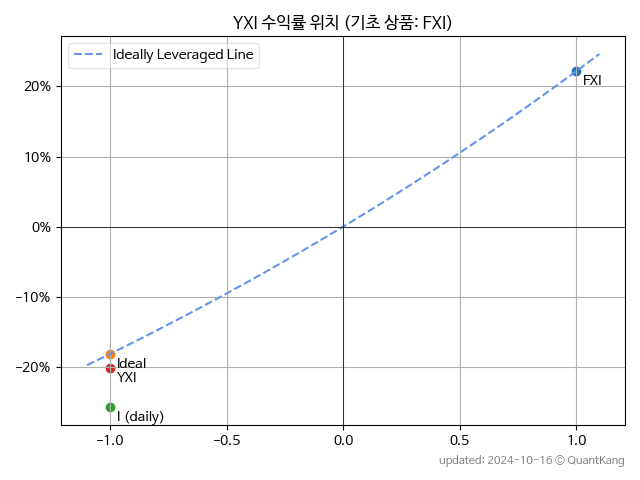 YXI 수익률 위치 (기초 상품: FXI)
Ideally Leveraged Line
FXI
20%
10%
0%
−10%
−20%
Ideal
YXI
I (daily)
−1.0
−0.5
0.0
0.5
1.0
updated: 2024-10-16 © QuantKang